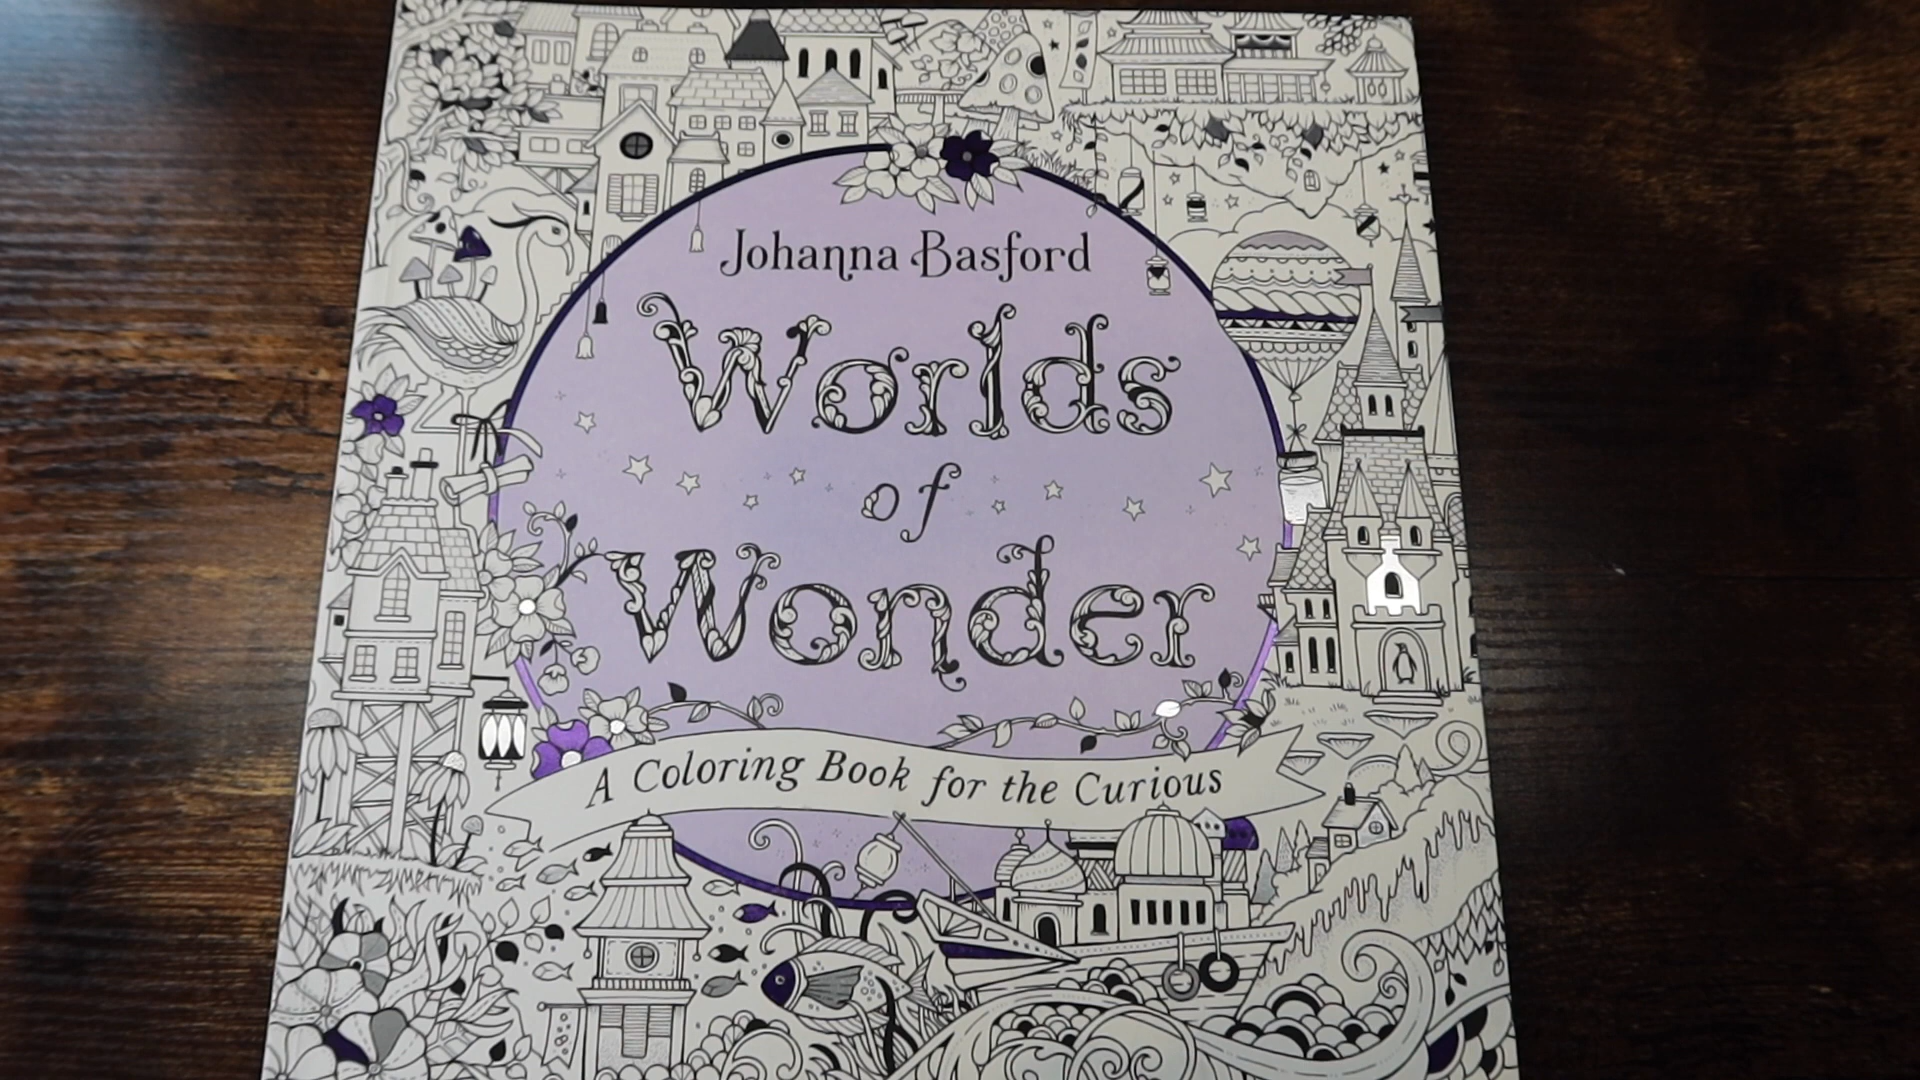 Johanna Basford
Worlds
of
Wonder
A Coloring Book for the Curious